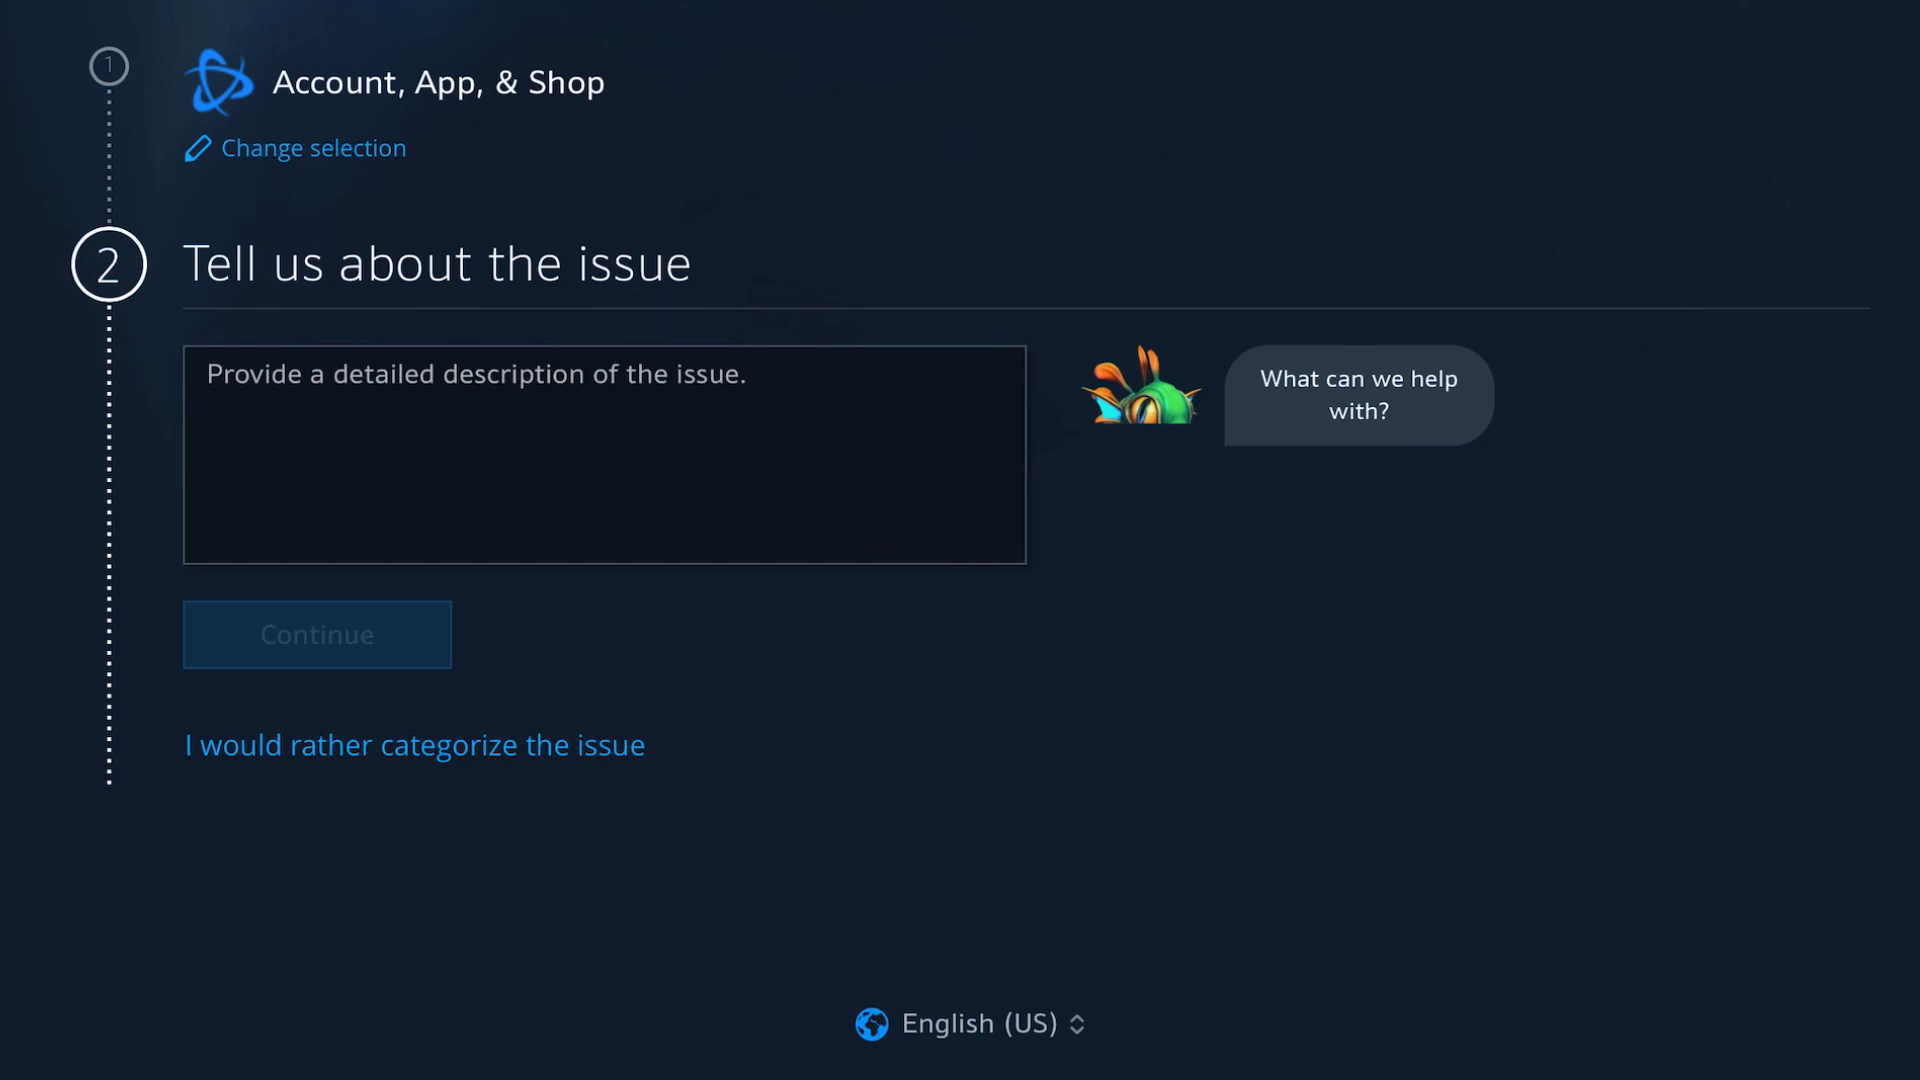 1
Account, App, & Shop
Change selection
2
Tell us about the issue
Provide a detailed description of the issue.
What can we help
with?
Continue
I would rather categorize the issue
English (US)